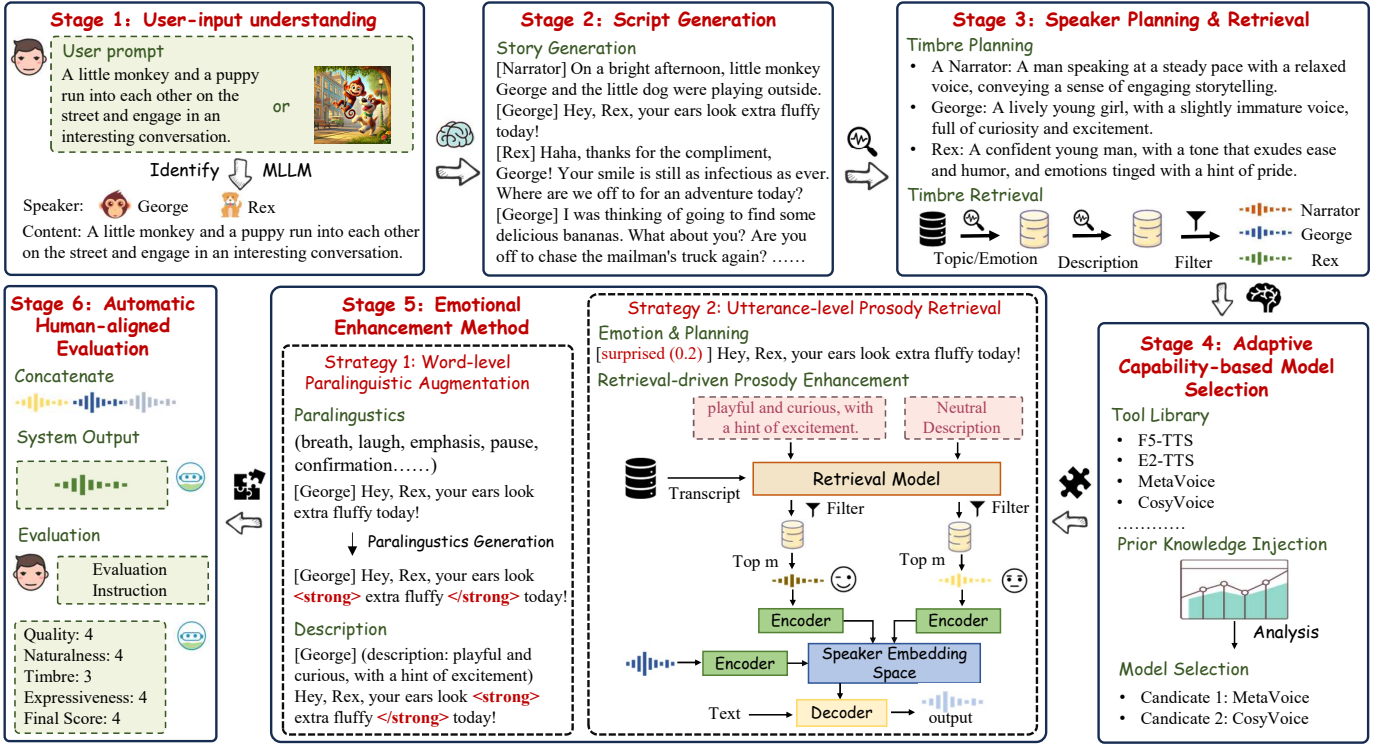 Stage 1: User-input understanding
User prompt
A little monkey and a puppy
run into each other on the
street and engage in an
interesting conversation.
or
Identify
MLLM
Speaker:
George
Rex
Content: A little monkey and a puppy run into each other
on the street and engage in an interesting conversation.
Stage 2: Script Generation
Story Generation
[Narrator] On a bright afternoon, little monkey
George and the little dog were playing outside.
[George] Hey, Rex, your ears look extra fluffy
today!
[Rex] Haha, thanks for the compliment,
George! Your smile is still as infectious as ever.
Where are we off to for an adventure today?
[George] I was thinking of going to find some
delicious bananas. What about you? Are you
off to chase the mailman's truck again? ……
Stage 3: Speaker Planning & Retrieval
Timbre Planning
• A Narrator: A man speaking at a steady pace with a relaxed
voice, conveying a sense of engaging storytelling.
• George: A lively young girl, with a slightly immature voice,
full of curiosity and excitement.
• Rex: A confident young man, with a tone that exudes ease
and humor, and emotions tinged with a hint of pride.
Timbre Retrieval
Topic/Emotion
Description
Filter
Narrator
George
Rex
Stage 4: Adaptive
Capability-based Model
Selection
Tool Library
• F5-TTS
• E2-TTS
• MetaVoice
• CosyVoice
…………
Prior Knowledge Injection
Analysis
Model Selection
• Candicate 1: MetaVoice
• Candicate 2: CosyVoice
Stage 5: Emotional
Enhancement Method
Strategy 1: Word-level
Paralinguistic Augmentation
Paralingustics
(breath, laugh, emphasis, pause,
confirmation……)
[George] Hey, Rex, your ears look
extra fluffy today!
Paralingustics Generation
[George] Hey, Rex, your ears look
<strong> extra fluffy </strong> today!
Description
[George] (description: playful and
curious, with a hint of excitement)
Hey, Rex, your ears look <strong>
extra fluffy </strong> today!
Strategy 2: Utterance-level Prosody Retrieval
Emotion & Planning
[surprised (0.2) ] Hey, Rex, your ears look extra fluffy today!
Retrieval-driven Prosody Enhancement
playful and curious, with
a hint of excitement.
Neutral
Description
Transcript
Retrieval Model
Filter
Filter
Top m
Top m
Encoder
Encoder
Encoder
Speaker Embedding
Space
Text
Decoder
output
Stage 6: Automatic
Human-aligned
Evaluation
Concatenate
System Output
Evaluation
Evaluation
Instruction
Quality: 4
Naturalness: 4
Timbre: 3
Expressiveness: 4
Final Score: 4